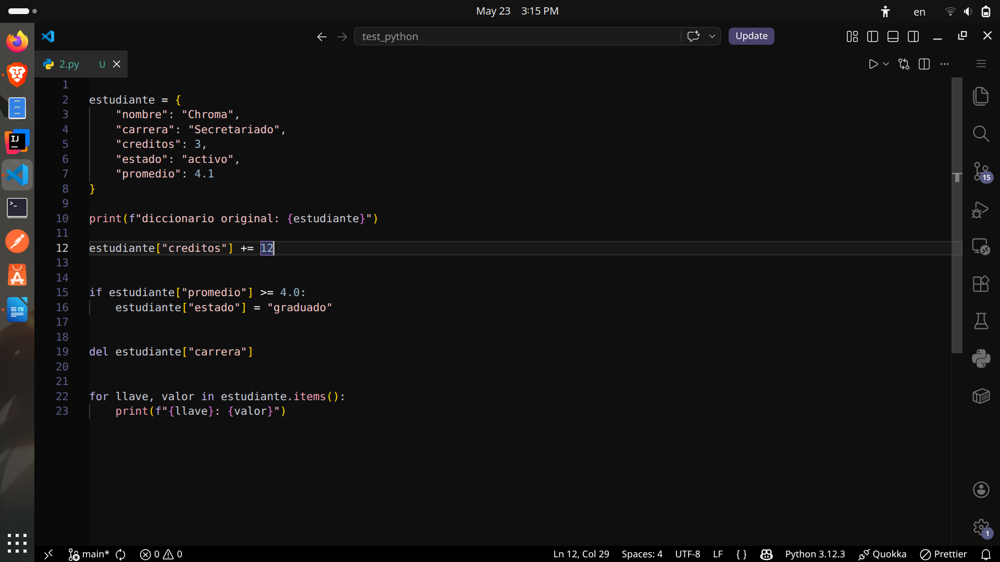 May 23 3:15 PM
en
test_python
Update
2.py U
1
2 estudiante = {
3 "nombre": "Chroma",
4 "carrera": "Secretariado",
5 "creditos": 3,
6 "estado": "activo",
7 "promedio": 4.1
8 }
9
10 print(f"diccionario original: {estudiante}")
11
12 estudiante["creditos"] += 12
13
14
15 if estudiante["promedio"] >= 4.0:
16 estudiante["estado"] = "graduado"
17
18
19 del estudiante["carrera"]
20
21
22 for llave, valor in estudiante.items():
23 print(f"{llave}: {valor}")
IJ
15
1
main* 0 0 Ln 12, Col 29 Spaces: 4 UTF-8 LF { } Python 3.12.3 Quokka Prettier